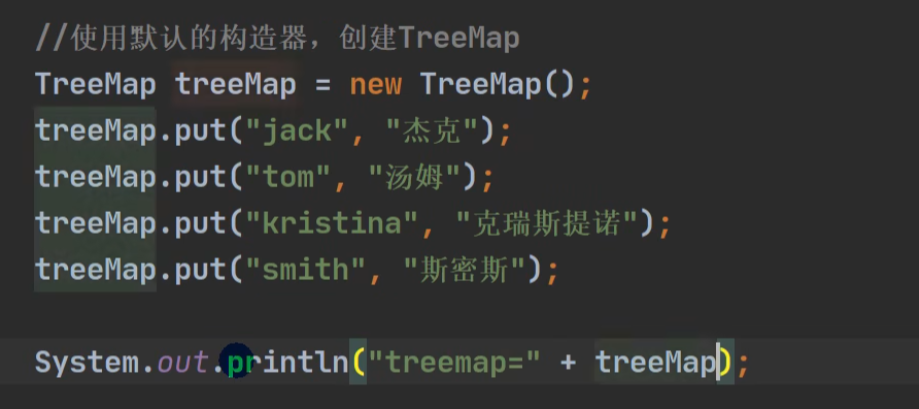 //使用默认的构造器，创建TreeMap
TreeMap treeMap = new TreeMap();
treeMap.put("jack", "杰克");
treeMap.put("tom", "汤姆");
treeMap.put("kristina", "克瑞斯提诺");
treeMap.put("smith", "斯密斯");
System.out.println("treemap=" + treeMap);